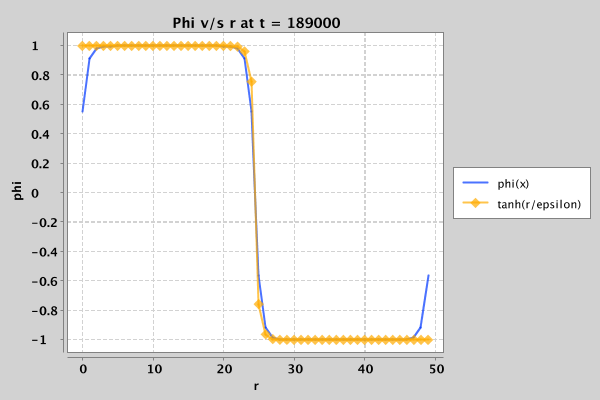 Phi v/s r at t = 189000
1
0.8
0.6
0.4
0.2
0
−0.2
−0.4
−0.6
−0.8
−1
phi
0 10 20 30 40 50
r
phi(x)
tanh(r/epsilon)